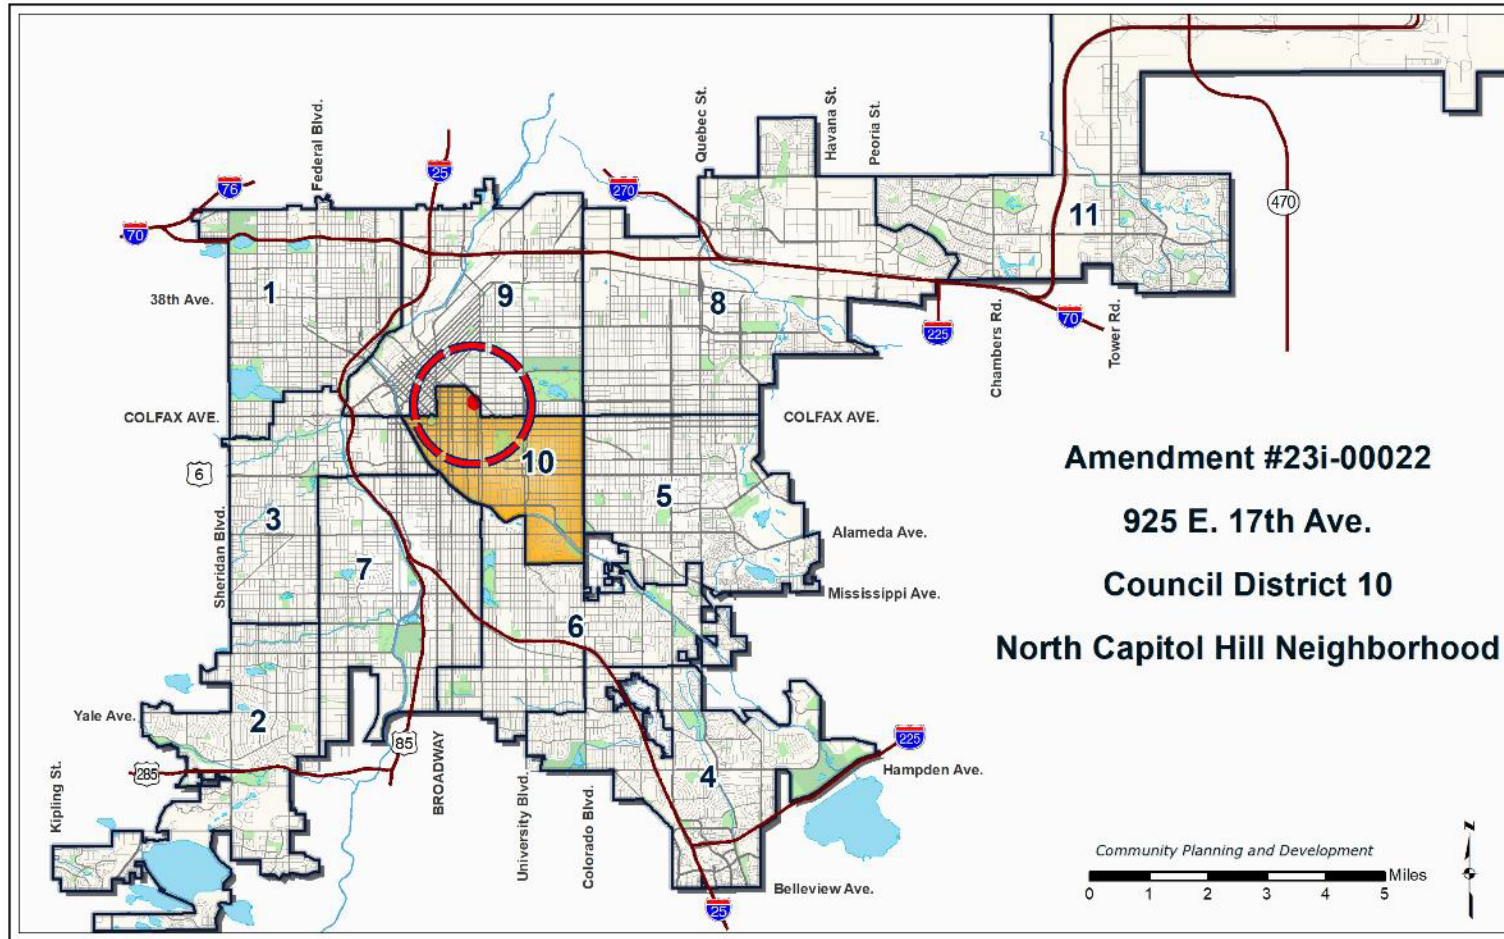 Federal Blvd.
Quebec St.
Havana St.
Peoria St.
76
25
270
70
470
11
1
9
8
38th Ave.
225
70
Chambers Rd.
Tower Rd.
COLFAX AVE.
COLFAX AVE.
6
10
5
3
Sheridan Blvd.
Alameda Ave.
7
Mississippi Ave.
6
Amendment #23i-00022
925 E. 17th Ave.
Council District 10
North Capitol Hill Neighborhood
Yale Ave.
2
85
BROADWAY
225
285
4
Hampden Ave.
Kipling St.
University Blvd.
Colorado Blvd.
Belleview Ave.
25
Community Planning and Development
Miles
0 1 2 3 4 5
N